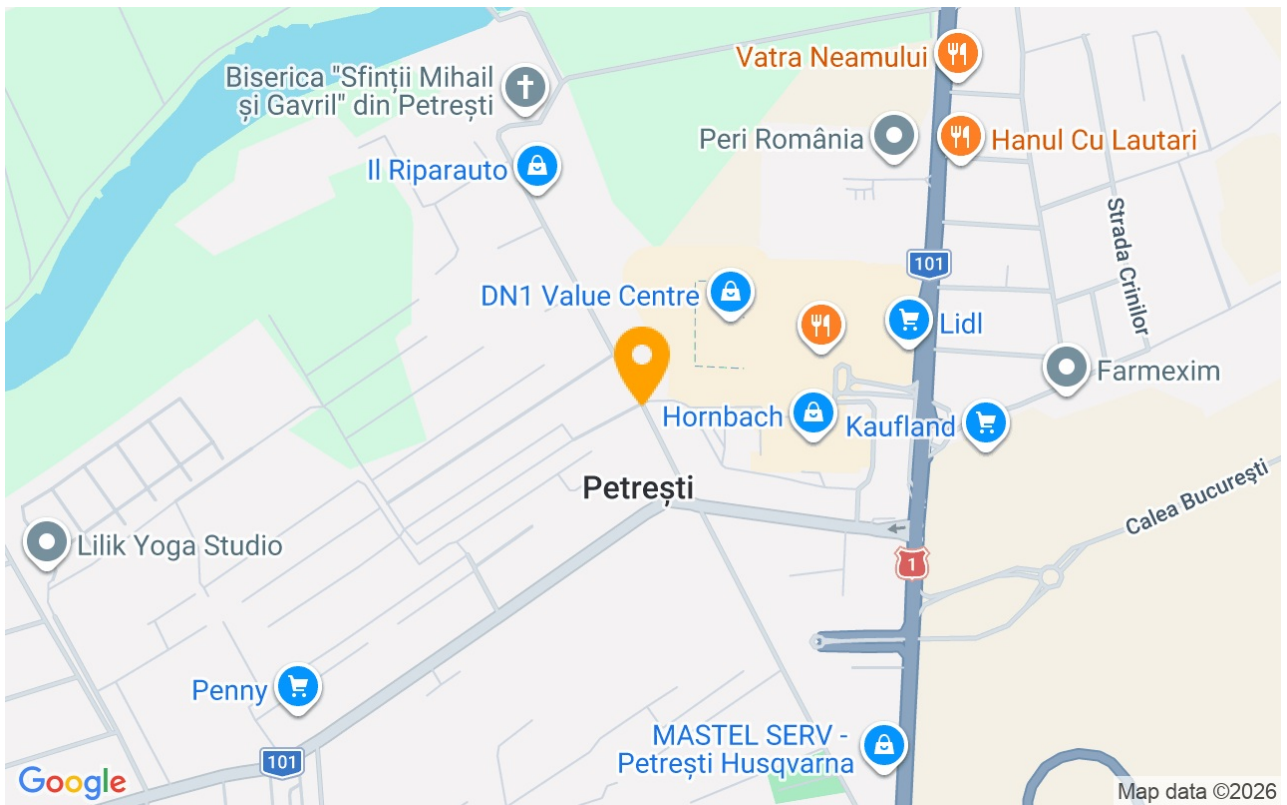 Vatra Neamului
Biserica "Sfinții Mihail
și Gavril" din Petrești
Peri România
Hanul Cu Lautari
Il Riparauto
Strada Crinilor
101
DN1 Value Centre
Lidl
Farmexim
Hornbach
Kaufland
Petrești
Calea București
Lilik Yoga Studio
1
Penny
MASTEL SERV -
Petrești Husqvarna
101
Google
Map data ©2026